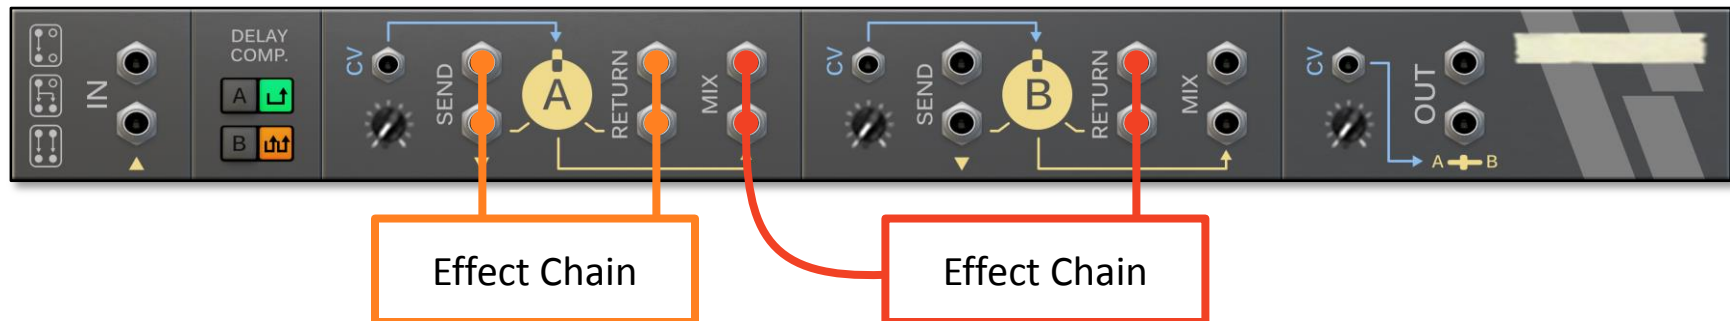 IN
DELAY
COMP.
A
B
CV
SEND
A
RETURN
MIX
CV
SEND
B
RETURN
MIX
CV
OUT
A B
Effect Chain
Effect Chain